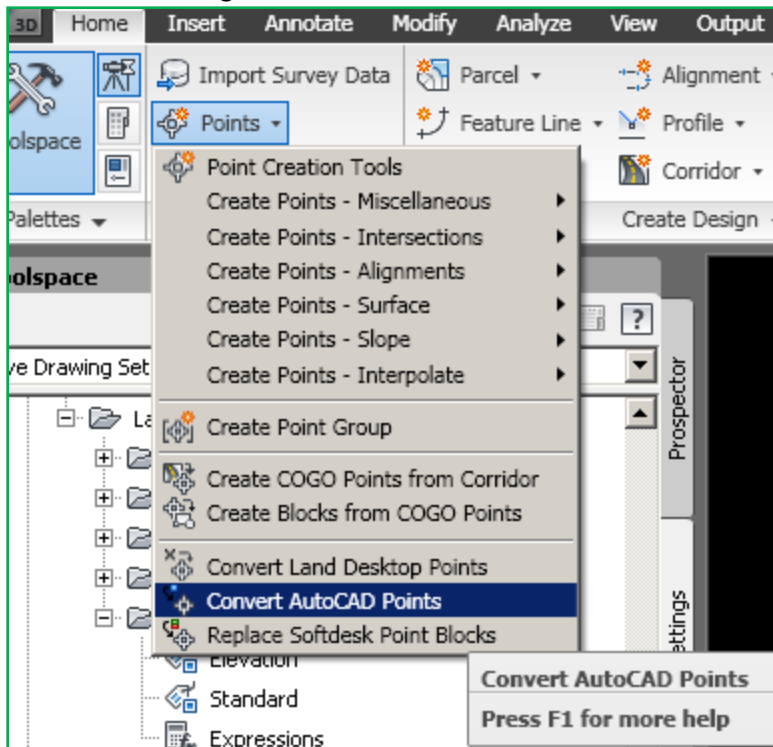 3D Home Insert Annotate Modify Analyze View Output
Import Survey Data Parcel Alignment
olspace Points Feature Line Profile
Corridor
Palettes Create Design
Point Creation Tools
Create Points - Miscellaneous
Create Points - Intersections
Create Points - Alignments
Create Points - Surface
Create Points - Slope
Create Points - Interpolate
Create Point Group
Create COGO Points from Corridor
Create Blocks from COGO Points
Convert Land Desktop Points
Convert AutoCAD Points
Replace Softdesk Point Blocks
oolspace
?
ve Drawing Set
Prospector
ettings
Elevation
Standard
Expressions
Convert AutoCAD Points
Press F1 for more help